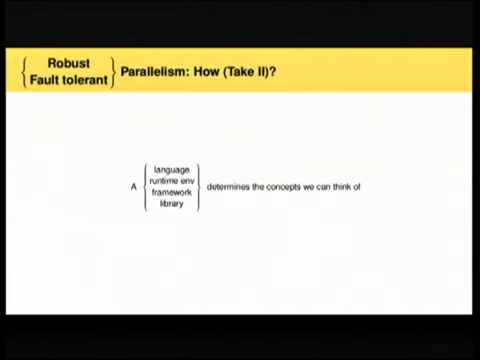 Robust
Fault tolerant
Parallelism: How (Take II)?
A
language
runtime env
framework
library
determines the concepts we can think of